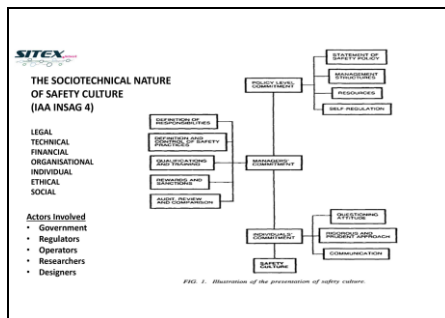 SITEX
THE SOCIOTECHNICAL NATURE
OF SAFETY CULTURE
(IAA INSAG 4)
LEGAL
TECHNICAL
FINANCIAL
ORGANISATIONAL
INDIVIDUAL
ETHICAL
SOCIAL
Actors Involved
• Government
• Regulators
• Operators
• Researchers
• Designers
STATEMENT OF
SAFETY POLICY
MANAGEMENT
STRUCTURES
RESOURCES
SELF REGULATION
POLICY LEVEL
COMMITMENT
DEFINITION OF
RESPONSIBILITIES
DEFINITION AND
CONTROL OF SAFETY
PRACTICES
QUALIFICATIONS
AND TRAINING
REWARDS AND
SANCTIONS
AUDIT, REVIEW
AND COMPARISON
MANAGERS'
COMMITMENT
QUESTIONING
ATTITUDE
RIGOROUS AND
PRUDENT APPROACH
COMMUNICATION
INDIVIDUALS'
COMMITMENT
SAFETY
CULTURE
FIG. 1. Illustration of the presentation of safety culture.